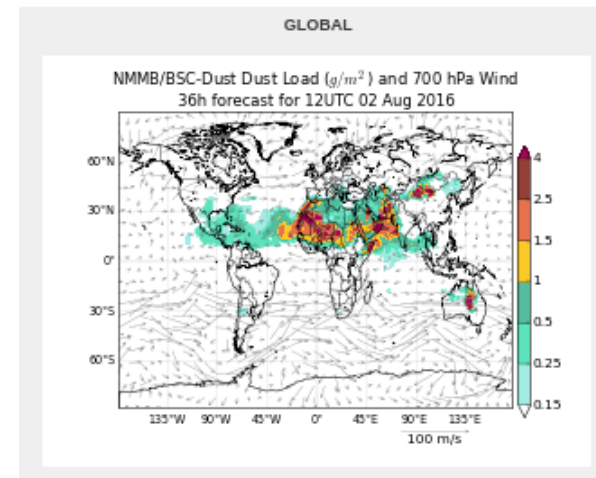 GLOBAL
NMMB/BSC-Dust Dust Load (g/m²) and 700 hPa Wind
36h forecast for 12UTC 02 Aug 2016
60°N
30°N
0°
30°S
60°S
135°W 90°W 45°W 0° 45°E 90°E 135°E
100 m/s
4
2.5
1.5
1
0.5
0.25
0.15